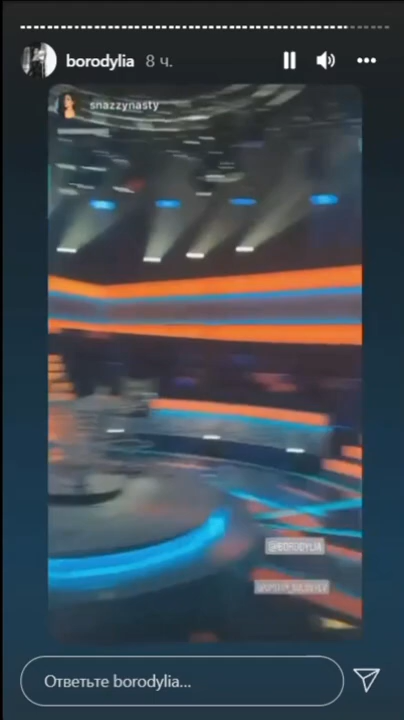 borodylia 8 ч.
snazzynasty
@BORODYLIA
Ответьте borodylia...